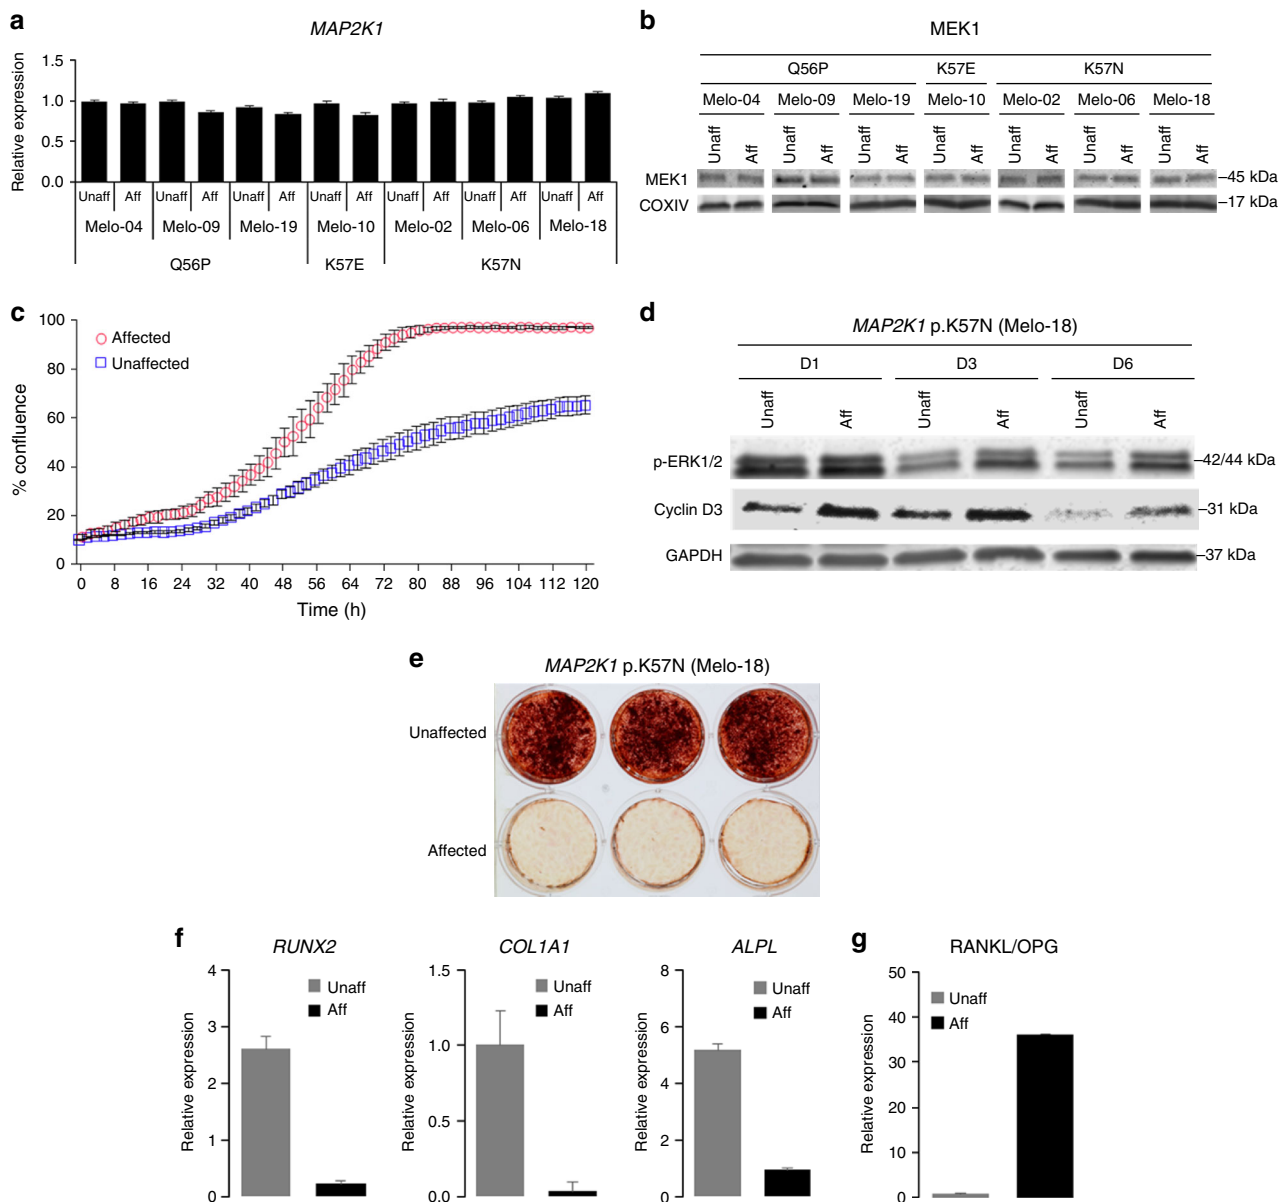 a
MAP2K1
Relative expression
1.5
1.0
0.5
0.0
Unaff Aff Unaff Aff Unaff Aff Unaff Aff Unaff Aff Unaff Aff Unaff Aff
Melo-04 Melo-09 Melo-19 Melo-10 Melo-02 Melo-06 Melo-18
Q56P K57E K57N
b
MEK1
Q56P K57E K57N
Melo-04 Melo-09 Melo-19 Melo-10 Melo-02 Melo-06 Melo-18
Unaff Aff Unaff Aff Unaff Aff Unaff Aff Unaff Aff Unaff Aff Unaff Aff
MEK1 –45 kDa
COXIV –17 kDa
c
% confluence
100
80
60
40
20
0
Affected
Unaffected
0 8 16 24 32 40 48 56 64 72 80 88 96 104 112 120
Time (h)
d
MAP2K1 p.K57N (Melo-18)
D1 D3 D6
Unaff Aff Unaff Aff Unaff Aff
p-ERK1/2 –42/44 kDa
Cyclin D3 –31 kDa
GAPDH –37 kDa
e
MAP2K1 p.K57N (Melo-18)
Unaffected
Affected
f
RUNX2
Relative expression
4
3
2
1
0
Unaff
Aff
COL1A1
Relative expression
1.5
1.0
0.5
0.0
Unaff
Aff
ALPL
Relative expression
8
6
4
2
0
Unaff
Aff
g
RANKL/OPG
Relative expression
50
40
30
20
10
0
Unaff
Aff